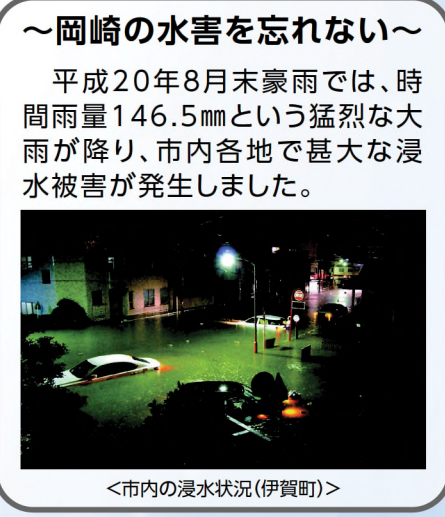 ～岡崎の水害を忘れない～
　平成20年8月末豪雨では、時
間雨量146.5㎜という猛烈な大
雨が降り、市内各地で甚大な浸
水被害が発生しました。
＜市内の浸水状況(伊賀町)＞